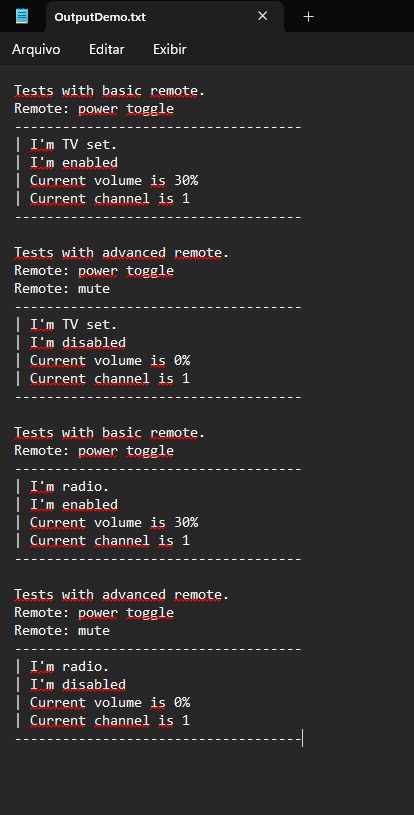 OutputDemo.txt
Arquivo Editar Exibir
Tests with basic remote.
Remote: power toggle
------------------------------------
| I'm TV set.
| I'm enabled
| Current volume is 30%
| Current channel is 1
------------------------------------
Tests with advanced remote.
Remote: power toggle
Remote: mute
------------------------------------
| I'm TV set.
| I'm disabled
| Current volume is 0%
| Current channel is 1
------------------------------------
Tests with basic remote.
Remote: power toggle
------------------------------------
| I'm radio.
| I'm enabled
| Current volume is 30%
| Current channel is 1
------------------------------------
Tests with advanced remote.
Remote: power toggle
Remote: mute
------------------------------------
| I'm radio.
| I'm disabled
| Current volume is 0%
| Current channel is 1
------------------------------------